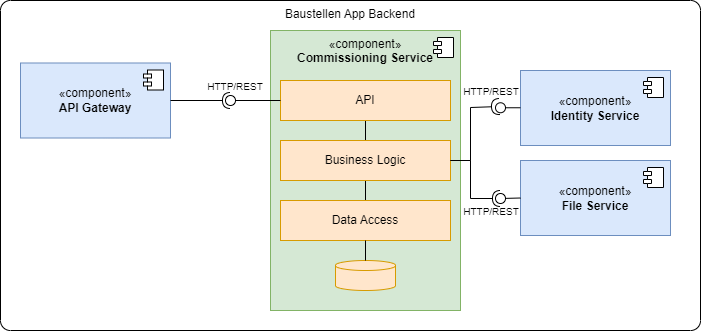 Baustellen App Backend
«component»
Commissioning Service
«component»
API Gateway
HTTP/REST
API
HTTP/REST
«component»
Identity Service
Business Logic
«component»
File Service
HTTP/REST
Data Access